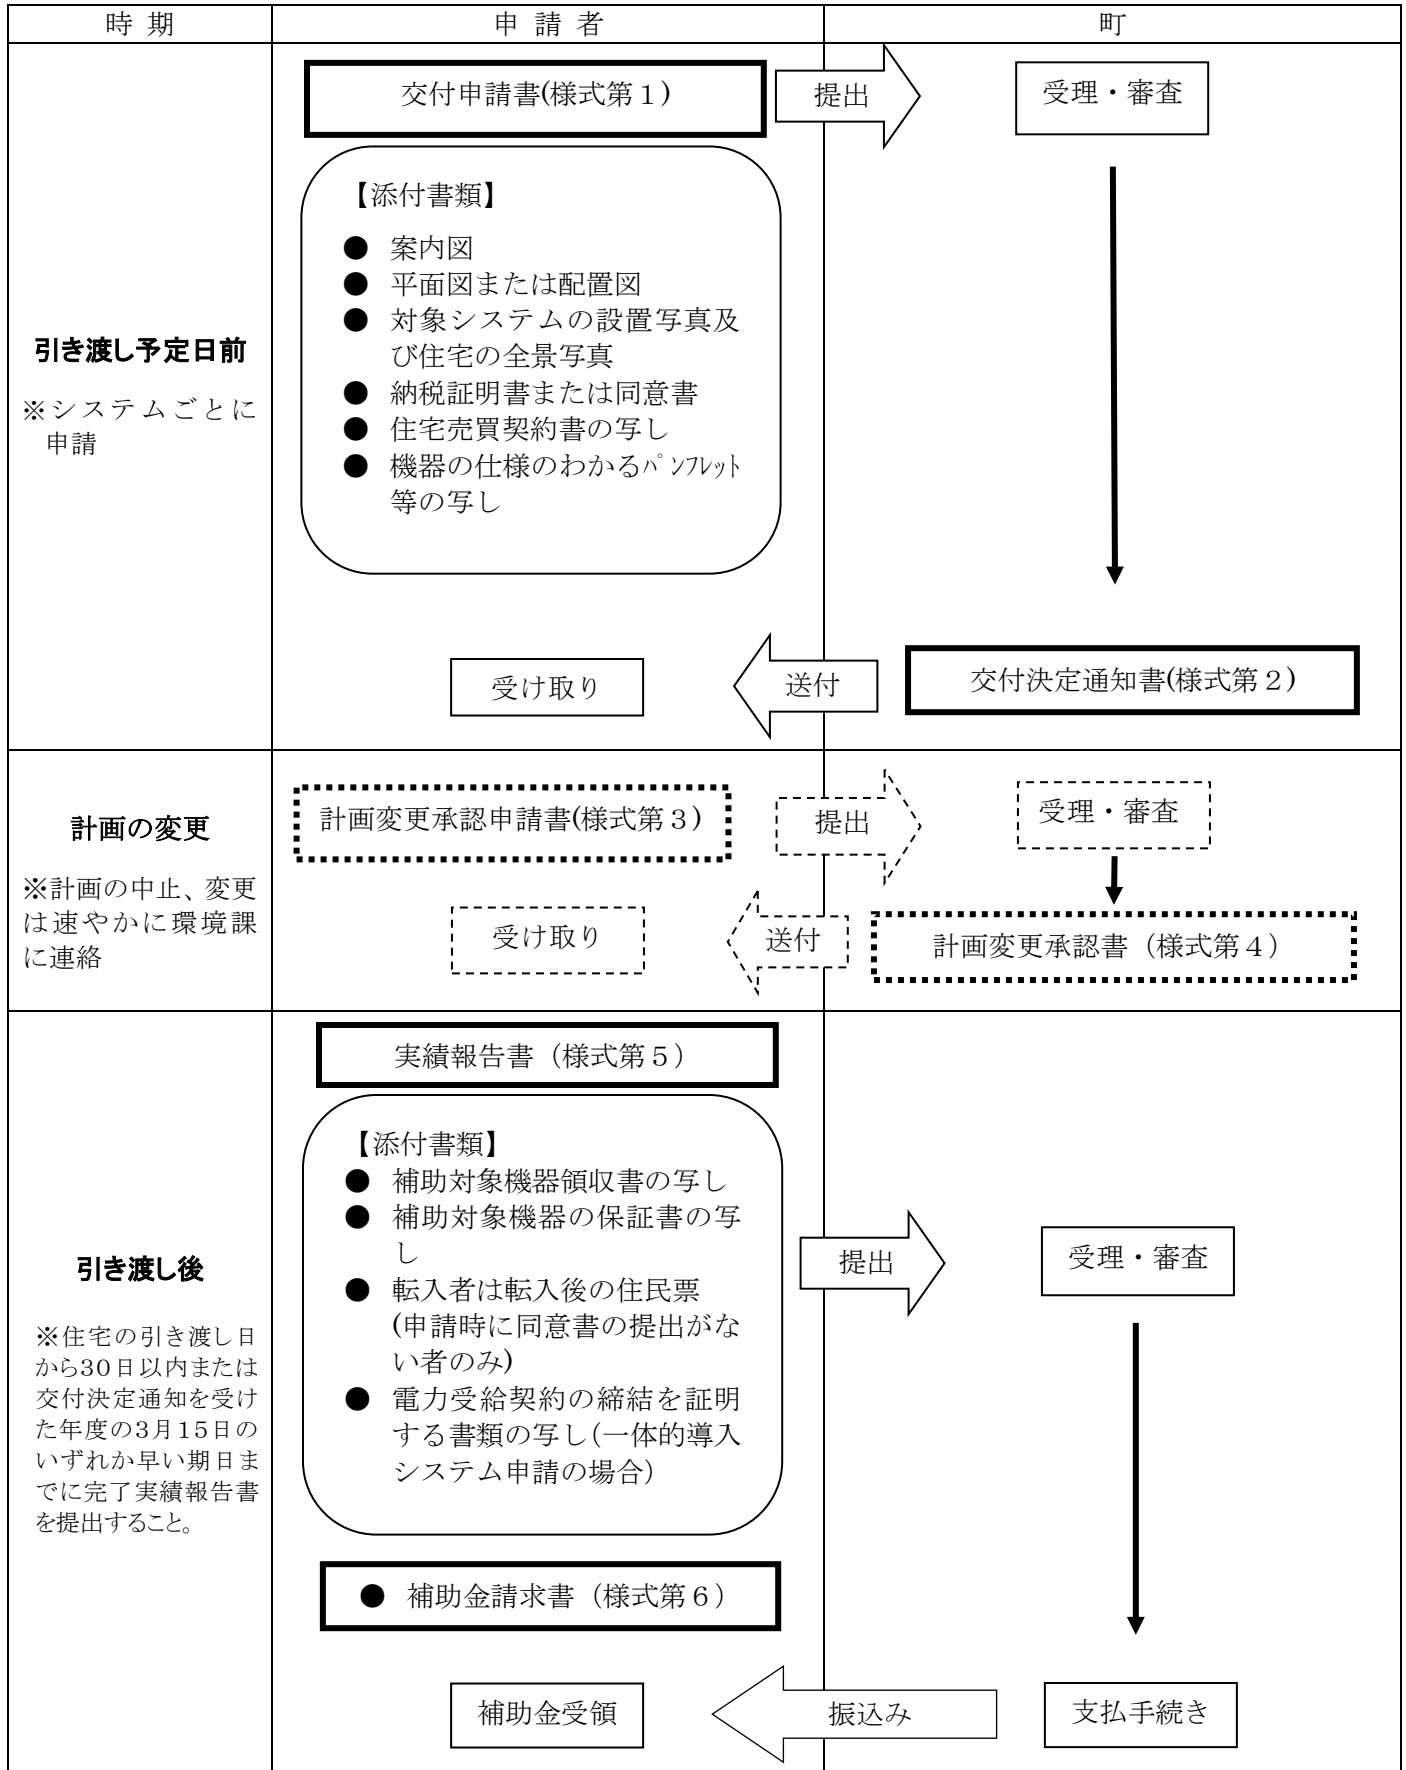 時 期
申 請 者
町
引き渡し予定日前
※システムごとに
申請
交付申請書(様式第１)
提出
受理・審査
【添付書類】
● 案内図
● 平面図または配置図
● 対象システムの設置写真及
び住宅の全景写真
● 納税証明書または同意書
● 住宅売買契約書の写し
● 機器の仕様のわかるﾊﾟﾝﾌﾚｯﾄ
等の写し
受け取り
送付
交付決定通知書(様式第２)
計画の変更
※計画の中止、変更
は速やかに環境課
に連絡
計画変更承認申請書(様式第３)
提出
受理・審査
受け取り
送付
計画変更承認書（様式第４）
引き渡し後
※住宅の引き渡し日
から30日以内または
交付決定通知を受け
た年度の3月15日の
いずれか早い期日ま
でに完了実績報告書
を提出すること。
実績報告書（様式第５）
【添付書類】
● 補助対象機器領収書の写し
● 補助対象機器の保証書の写
し
● 転入者は転入後の住民票
(申請時に同意書の提出がな
い者のみ)
● 電力受給契約の締結を証明
する書類の写し（一体的導入
システム申請の場合）
提出
受理・審査
● 補助金請求書（様式第６）
補助金受領
振込み
支払手続き